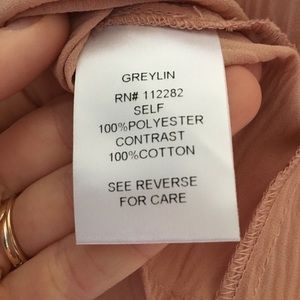 GREYLIN
RN# 112282
SELF
100%POLYESTER
CONTRAST
100%COTTON
SEE REVERSE
FOR CARE